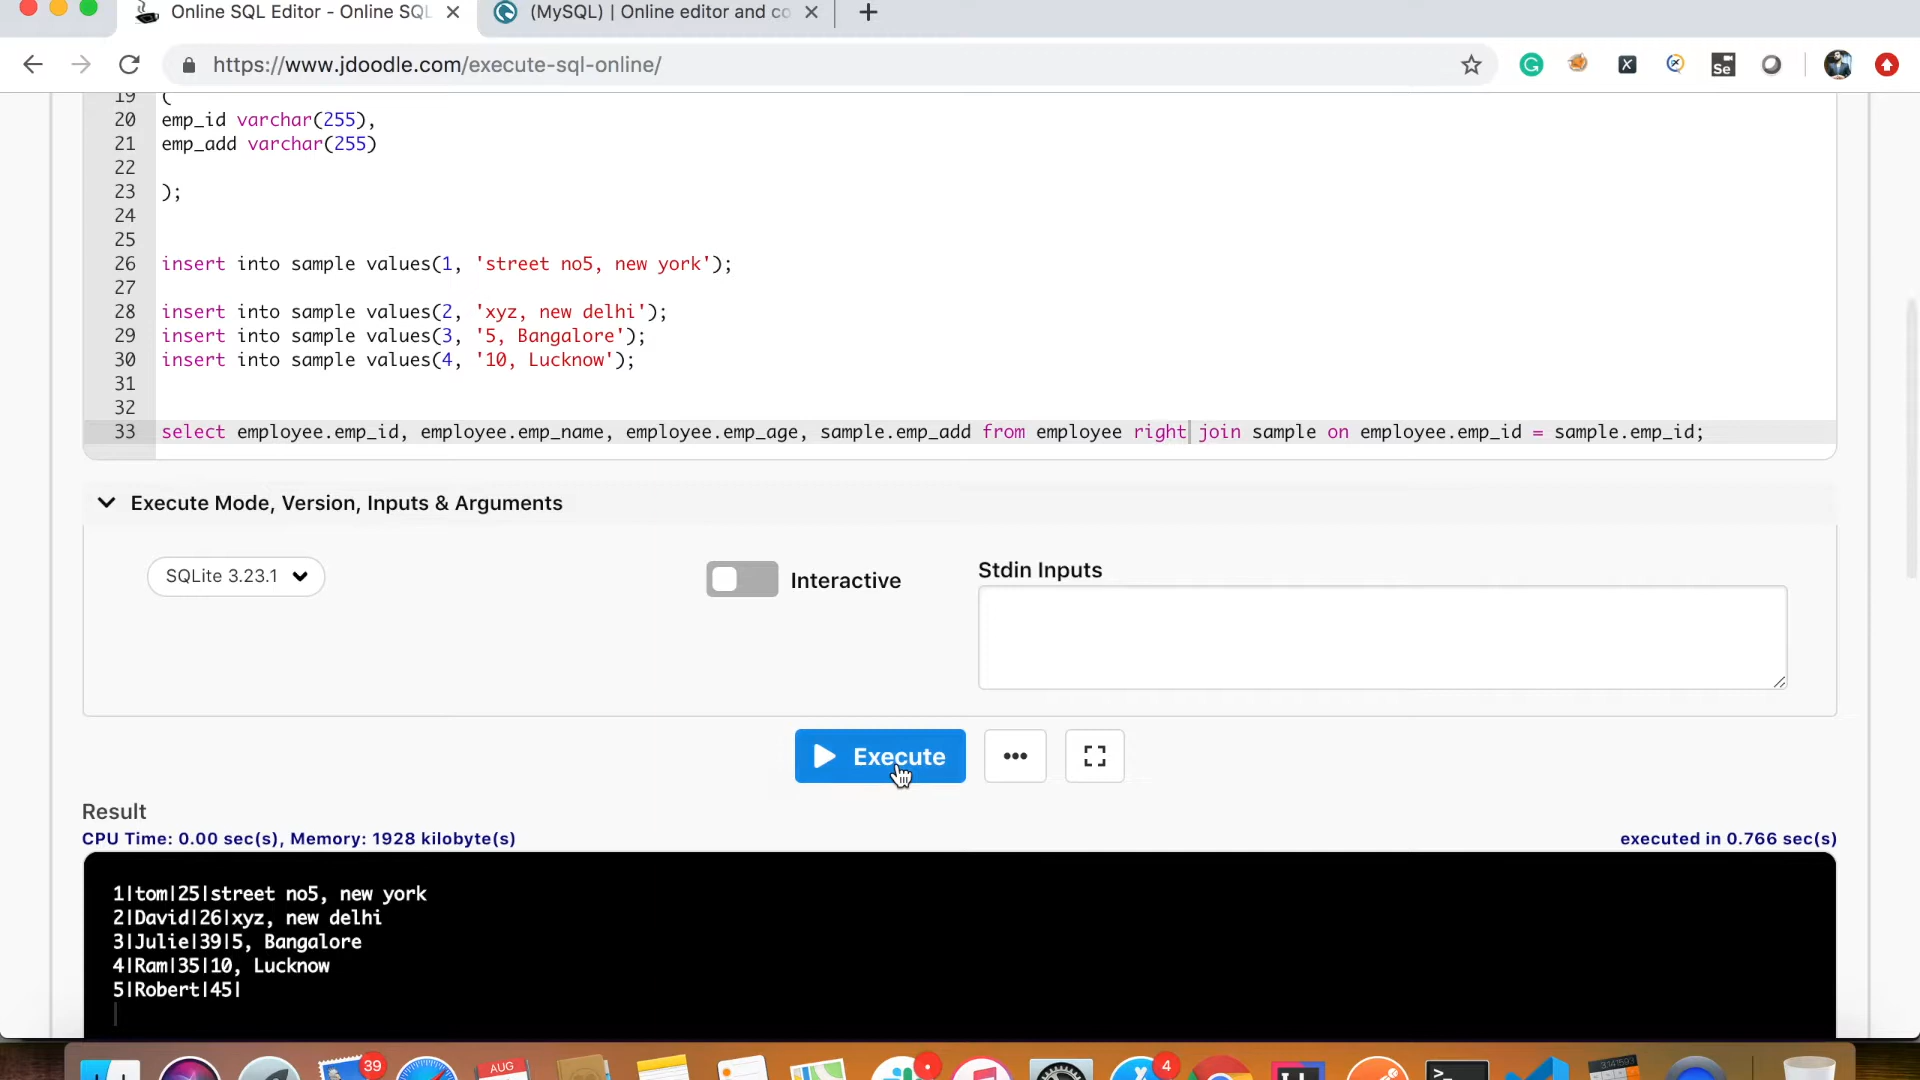 Online SQL Editor - Online SQL
(MySQL) | Online editor and co
https://www.jdoodle.com/execute-sql-online/
19 (
20 emp_id varchar(255),
21 emp_add varchar(255)
22
23 );
24
25
26 insert into sample values(1, 'street no5, new york');
27
28 insert into sample values(2, 'xyz, new delhi');
29 insert into sample values(3, '5, Bangalore');
30 insert into sample values(4, '10, Lucknow');
31
32
33 select employee.emp_id, employee.emp_name, employee.emp_age, sample.emp_add from employee right join sample on employee.emp_id = sample.emp_id;
Execute Mode, Version, Inputs & Arguments
SQLite 3.23.1
Interactive
Stdin Inputs
Execute
Result
CPU Time: 0.00 sec(s), Memory: 1928 kilobyte(s)
executed in 0.766 sec(s)
1|tom|25|street no5, new york
2|David|26|xyz, new delhi
3|Julie|39|5, Bangalore
4|Ram|35|10, Lucknow
5|Robert|45|
39
AUG
4